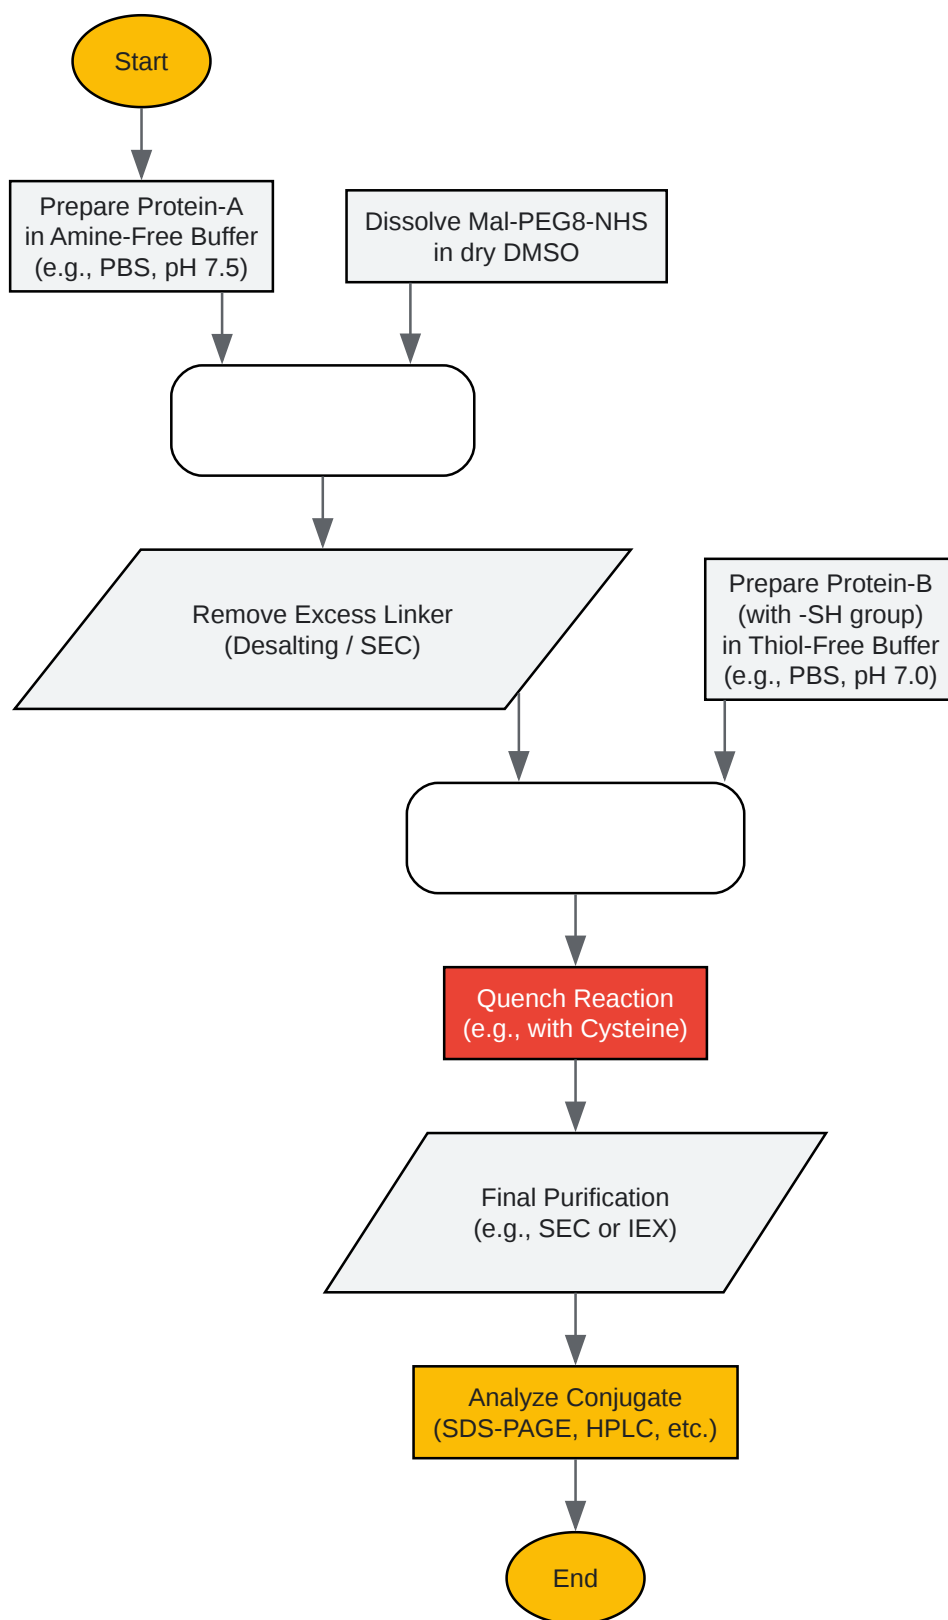 Start
Prepare Protein-A
in Amine-Free Buffer
(e.g., PBS, pH 7.5)
Dissolve Mal-PEG8-NHS
in dry DMSO
Remove Excess Linker
(Desalting / SEC)
Prepare Protein-B
(with -SH group)
in Thiol-Free Buffer
(e.g., PBS, pH 7.0)
Quench Reaction
(e.g., with Cysteine)
Final Purification
(e.g., SEC or IEX)
Analyze Conjugate
(SDS-PAGE, HPLC, etc.)
End